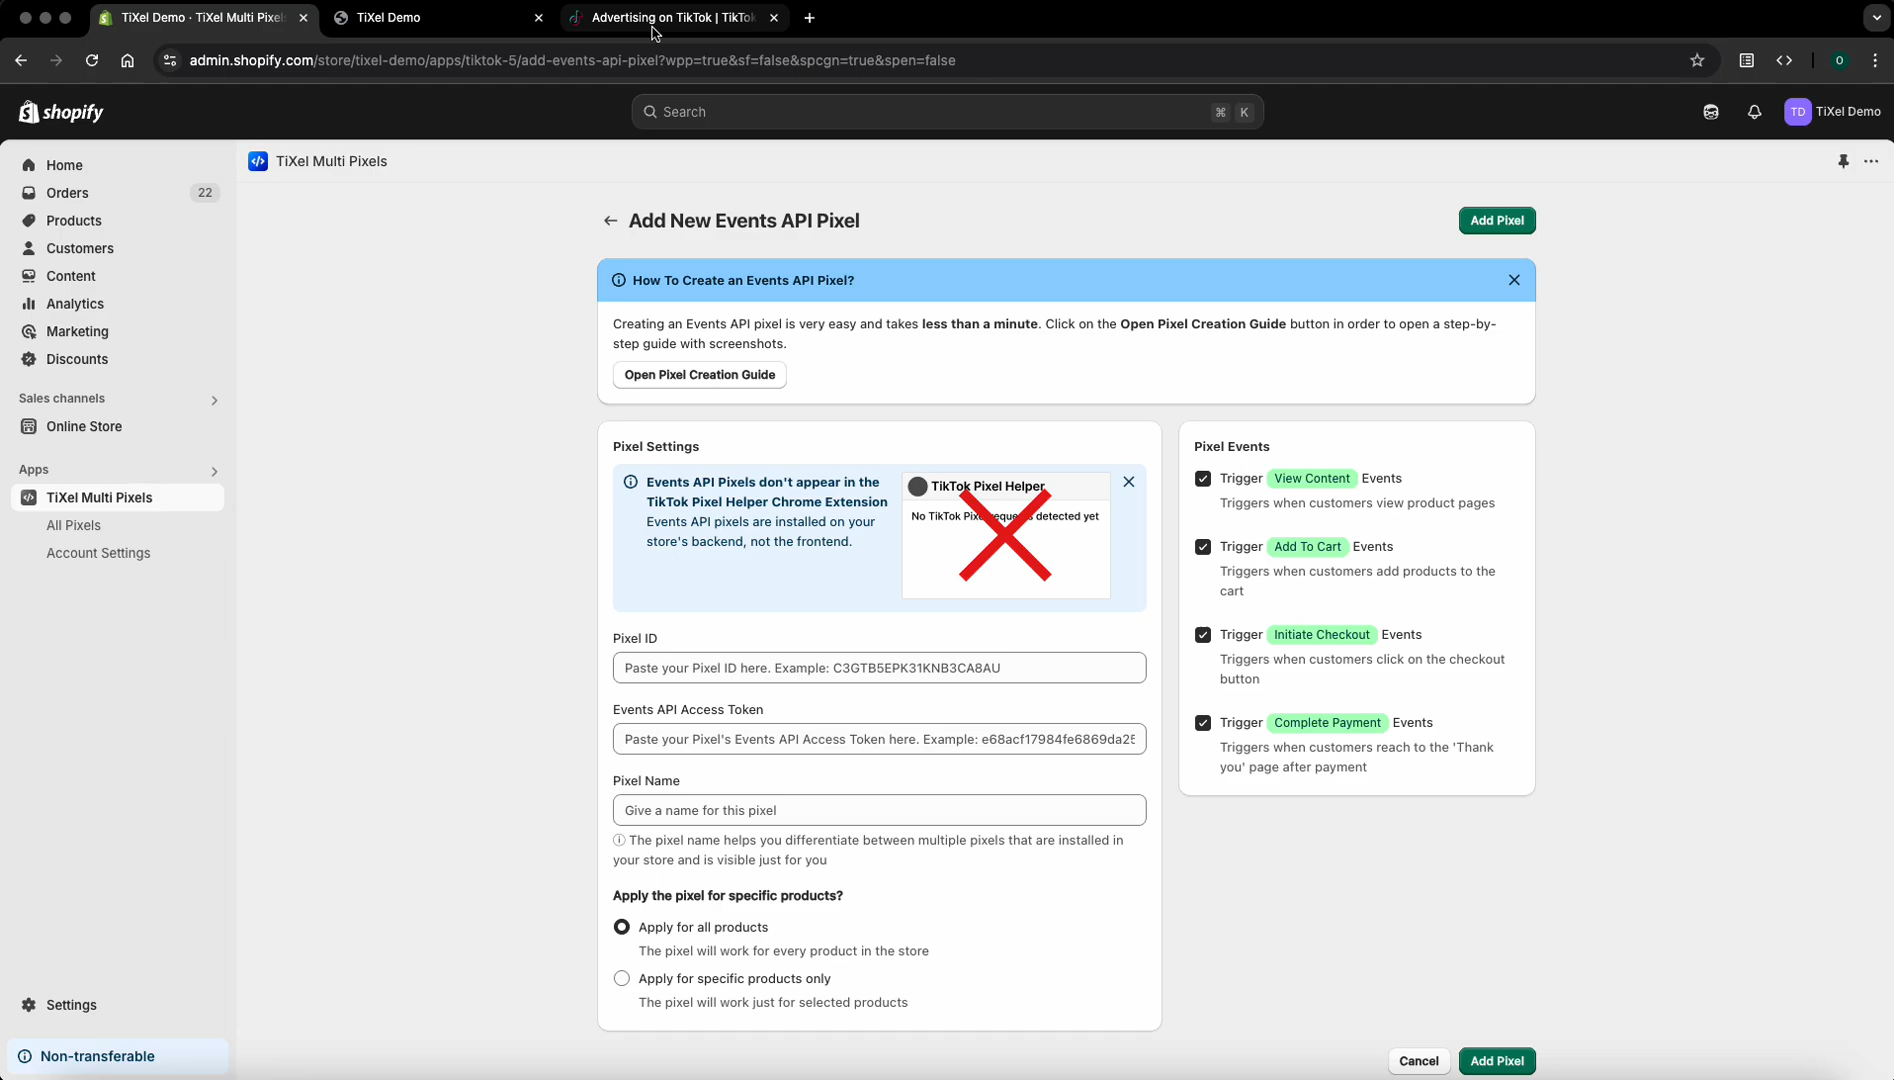 TiXel Demo · TiXel Multi Pixels
TiXel Demo
Advertising on TikTok | TikTok
admin.shopify.com/store/tixel-demo/apps/tiktok-5/add-events-api-pixel?wpp=true&sf=false&spcgn=true&spen=false
O
shopify
Search
⌘ K
TD TiXel Demo
Home
Orders 22
Products
Customers
Content
Analytics
Marketing
Discounts
Sales channels
Online Store
Apps
TiXel Multi Pixels
All Pixels
Account Settings
Settings
Non-transferable
TiXel Multi Pixels
Add New Events API Pixel
Add Pixel
How To Create an Events API Pixel?
Creating an Events API pixel is very easy and takes less than a minute. Click on the Open Pixel Creation Guide button in order to open a step-by-
step guide with screenshots.
Open Pixel Creation Guide
Pixel Settings
Events API Pixels don't appear in the
TikTok Pixel Helper Chrome Extension
Events API pixels are installed on your
store's backend, not the frontend.
TikTok Pixel Helper
No TikTok Pixel requests detected yet
Pixel ID
Paste your Pixel ID here. Example: C3GTB5EPK31KNB3CA8AU
Events API Access Token
Paste your Pixel's Events API Access Token here. Example: e68acf17984fe6869da25
Pixel Name
Give a name for this pixel
The pixel name helps you differentiate between multiple pixels that are installed in
your store and is visible just for you
Apply the pixel for specific products?
Apply for all products
The pixel will work for every product in the store
Apply for specific products only
The pixel will work just for selected products
Pixel Events
Trigger View Content Events
Triggers when customers view product pages
Trigger Add To Cart Events
Triggers when customers add products to the
cart
Trigger Initiate Checkout Events
Triggers when customers click on the checkout
button
Trigger Complete Payment Events
Triggers when customers reach to the 'Thank
you' page after payment
Cancel
Add Pixel